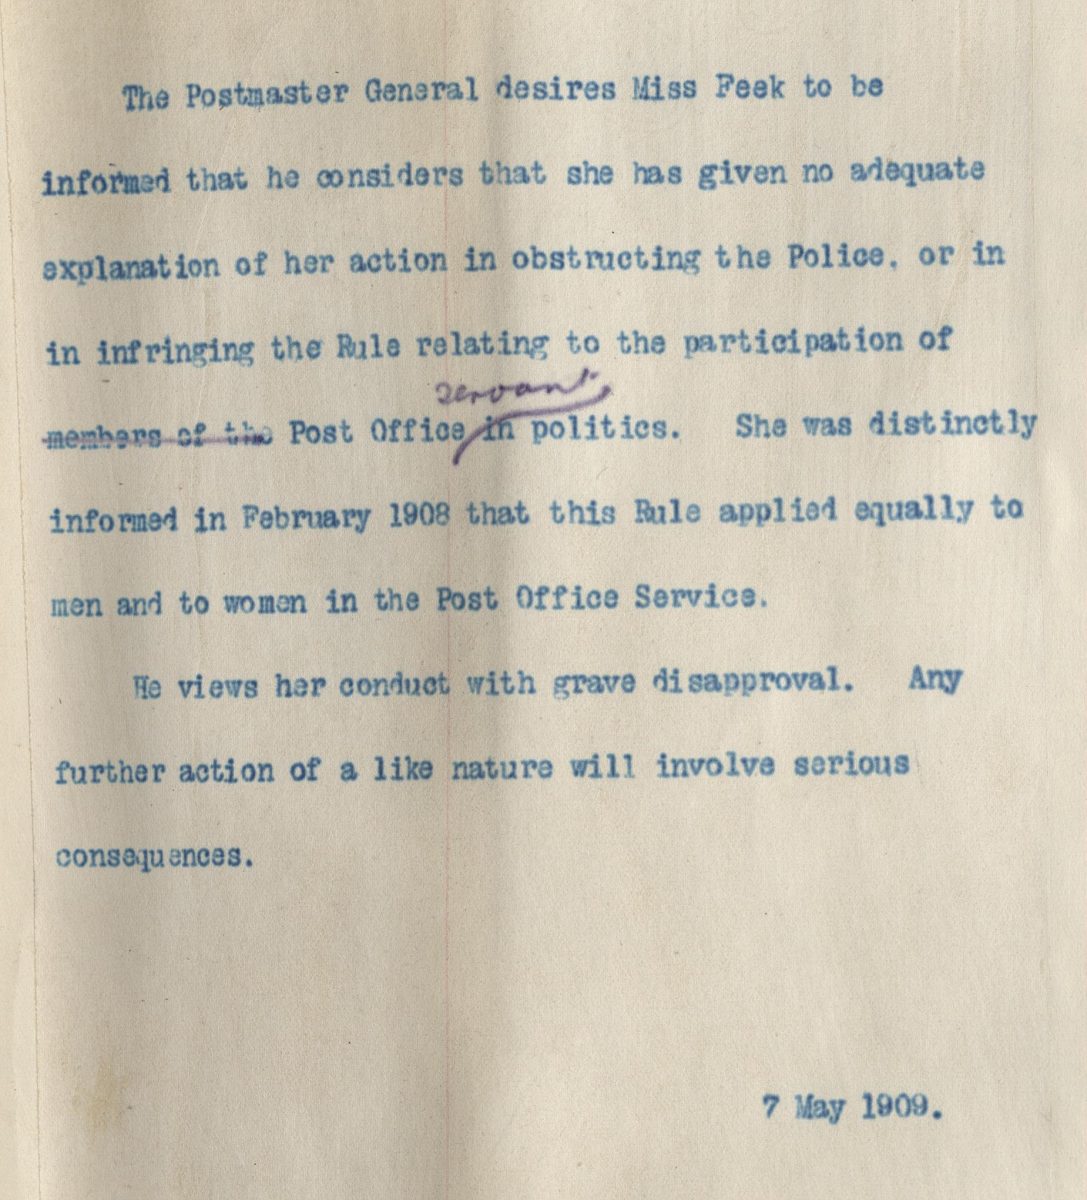 The Postmaster General desires Miss Feek to be
informed that he considers that she has given no adequate
explanation of her action in obstructing the Police, or in
in infringing the Rule relating to the participation of
servants
members of the Post Office in politics. She was distinctly
informed in February 1908 that this Rule applied equally to
men and to women in the Post Office Service.
He views her conduct with grave disapproval. Any
further action of a like nature will involve serious
consequences.
7 May 1909.